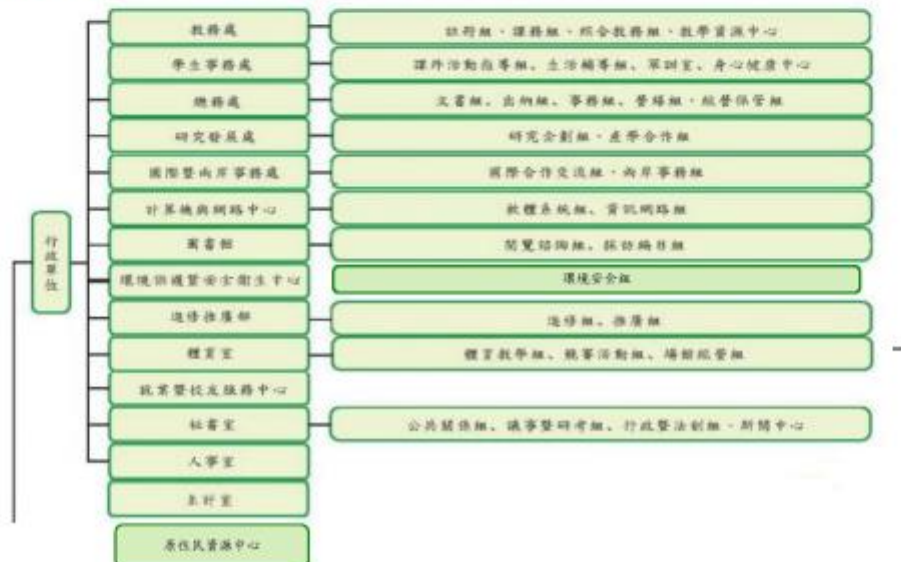 教務處
註冊組、課務組、綜合教務組、教學資源中心
學生事務處
課外活動指導組、生活輔導組、軍訓室、身心健康中心
總務處
文書組、出納組、事務組、營繕組、經營保管組
研究發展處
研究企劃組、產學合作組
國際暨兩岸事務處
國際合作交流組、兩岸事務組
計算機與網路中心
軟體系統組、資訊網路組
行政單位
圖書館
閱覽諮詢組、採訪編目組
環境保護暨安全衛生中心
環境安全組
進修推廣部
進修組、推廣組
體育室
體育教學組、競賽活動組、場館經營組
就業暨校友服務中心
秘書室
公共關係組、議事暨研考組、行政暨法制組、新聞中心
人事室
主計室
原住民資源中心